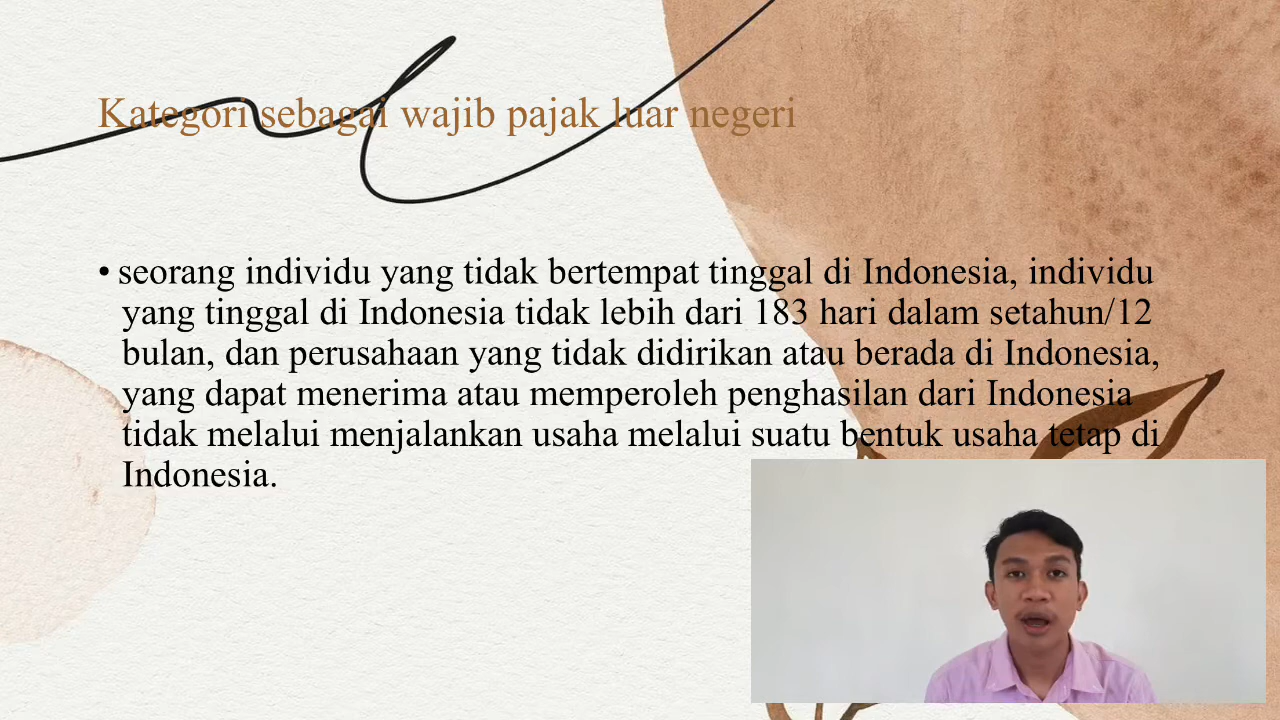 Kategori sebagai wajib pajak luar negeri
• seorang individu yang tidak bertempat tinggal di Indonesia, individu
yang tinggal di Indonesia tidak lebih dari 183 hari dalam setahun/12
bulan, dan perusahaan yang tidak didirikan atau berada di Indonesia,
yang dapat menerima atau memperoleh penghasilan dari Indonesia
tidak melalui menjalankan usaha melalui suatu bentuk usaha tetap di
Indonesia.